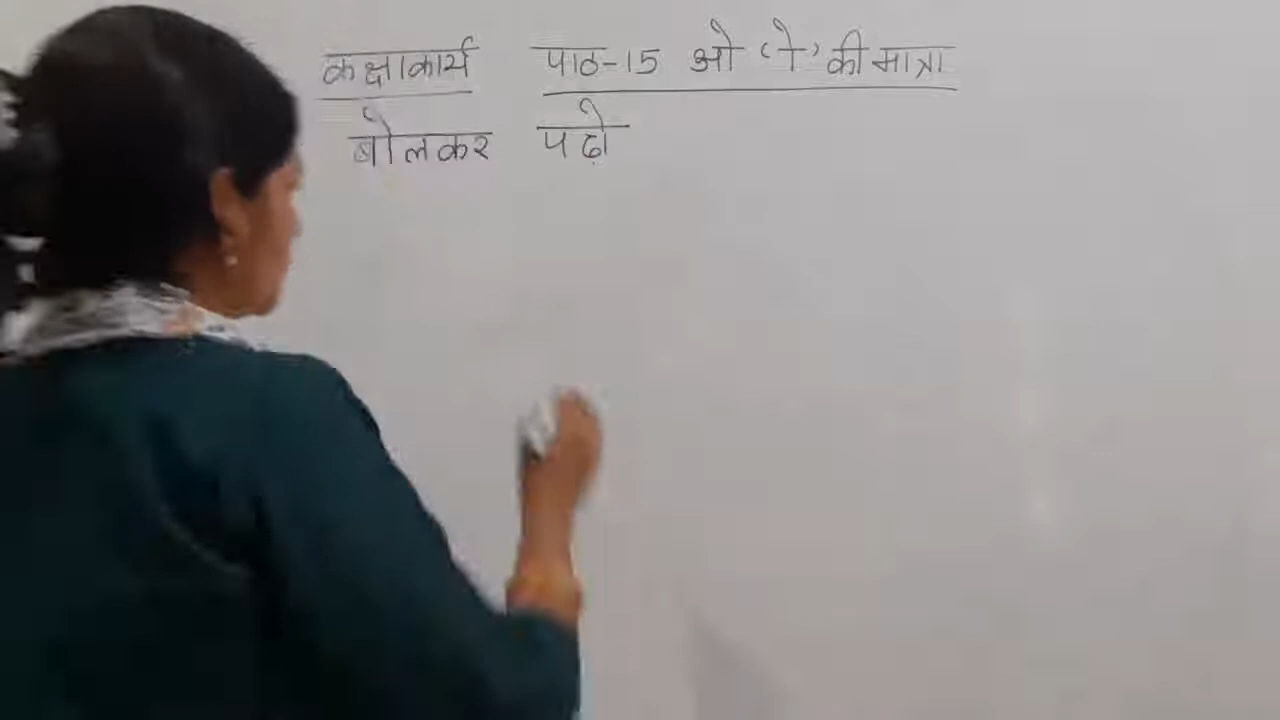 कक्षाकार्य पाठ-15 ओ ( ो ) की मात्रा
बोलकर पढ़ो